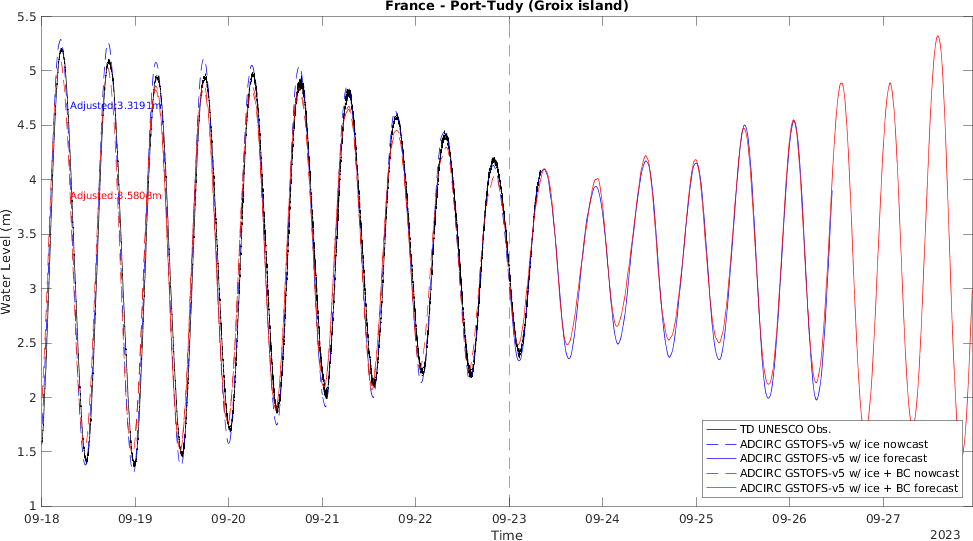 France - Port-Tudy (Groix island)
5.5
5
4.5
4
3.5
3
2.5
2
1.5
1
Water Level (m)
Adjusted:3.3191m
Adjusted:3.5808m
TD UNESCO Obs.
ADCIRC GSTOFS-v5 w/ ice nowcast
ADCIRC GSTOFS-v5 w/ ice forecast
ADCIRC GSTOFS-v5 w/ ice + BC nowcast
ADCIRC GSTOFS-v5 w/ ice + BC forecast
09-18 09-19 09-20 09-21 09-22 09-23 09-24 09-25 09-26 09-27
Time
2023